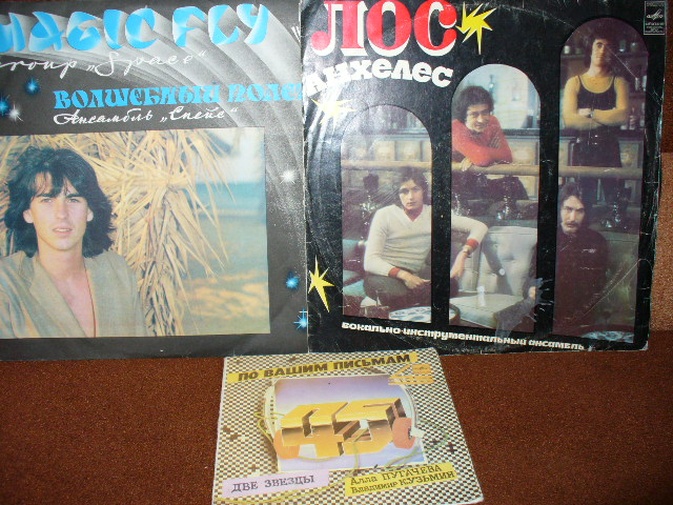 MAGIC FLY
Group „Space"
ВОЛШЕБНЫЙ ПОЛЕТ
Ансамбль „Спейс"
ЛОС
АНХЕЛЕС
вокально-инструментальный ансамбль
ПО ВАШИМ ПИСЬМАМ
45
ДВЕ ЗВЕЗДЫ
Алла ПУГАЧЕВА
Владимир КУЗЬМИН